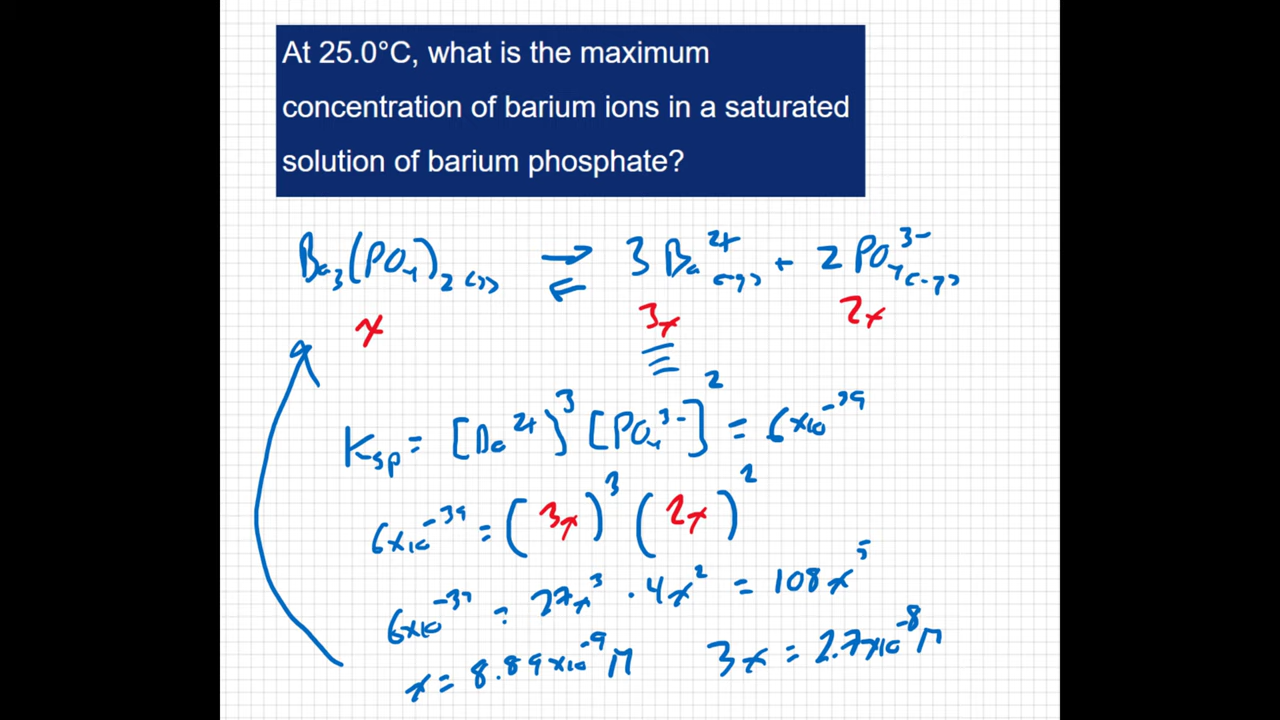 At 25.0°C, what is the maximum
concentration of barium ions in a saturated
solution of barium phosphate?
Ba₃(PO₄)₂(s) ⇌ 3Ba²⁺(aq) + 2PO₄³⁻(aq)
x 3x 2x
Ksp = [Ba²⁺]³[PO₄³⁻]² = 6x10⁻³⁹
6x10⁻³⁹ = (3x)³(2x)²
6x10⁻³⁹ = 27x³ · 4x² = 108x⁵
x = 8.89x10⁻⁹M 3x = 2.7x10⁻⁸M